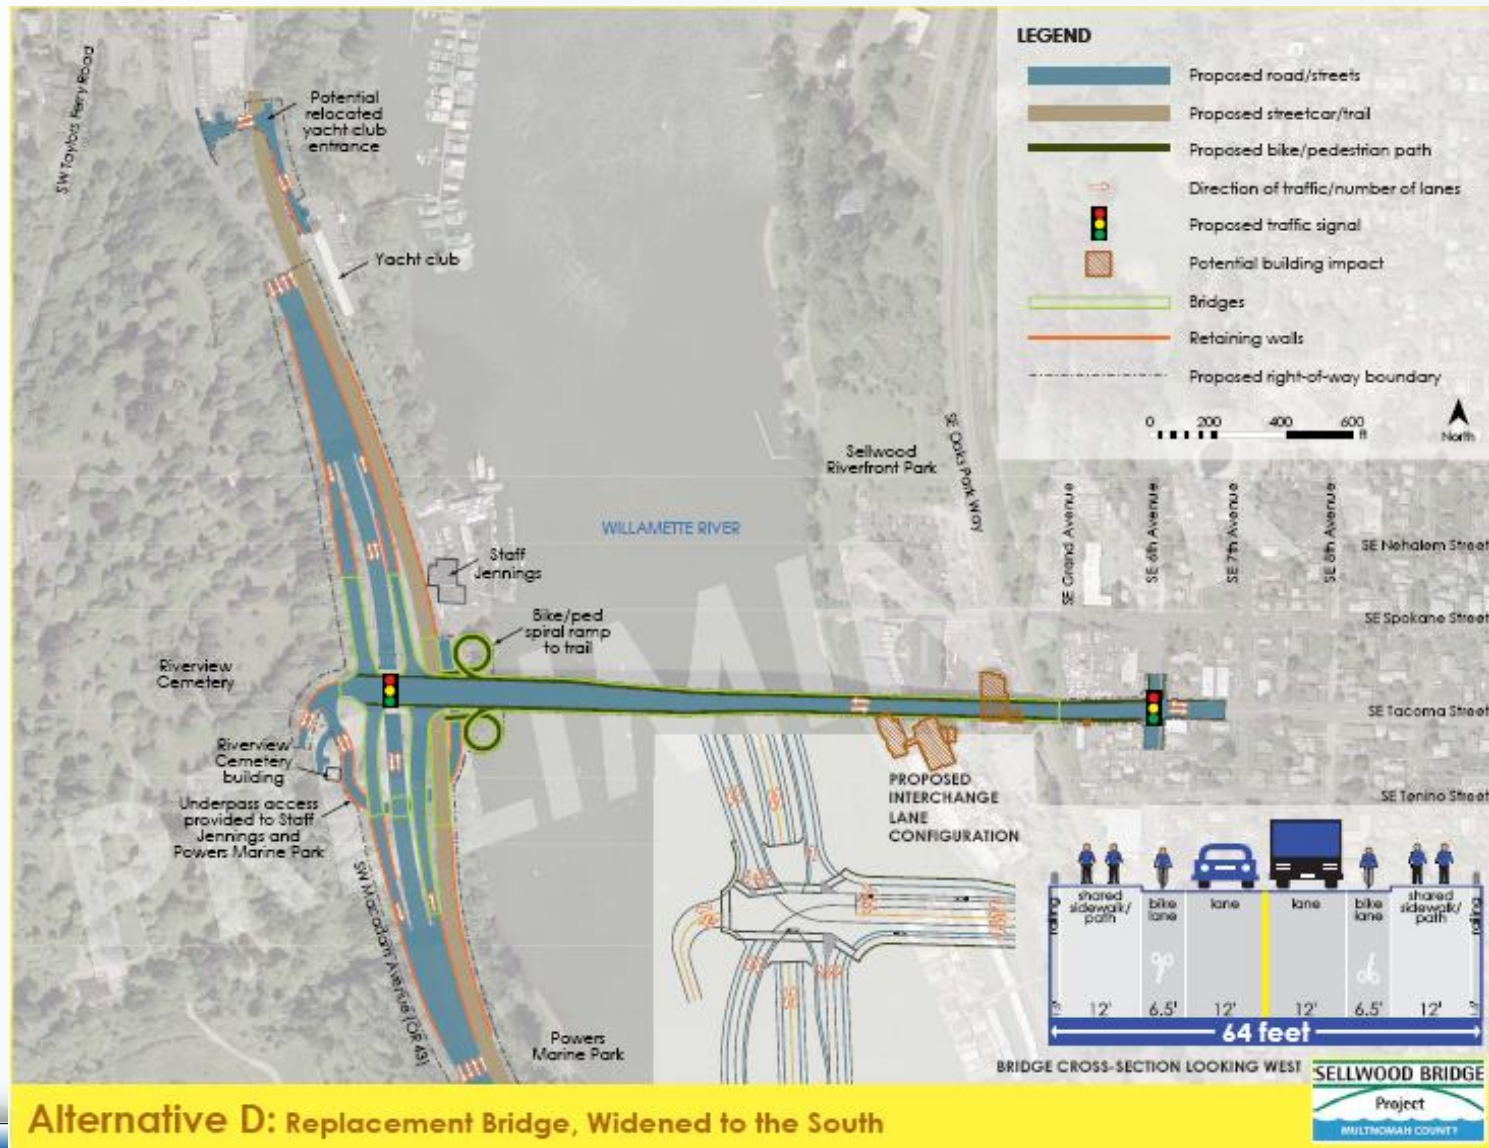 LEGEND
Proposed road/streets
Proposed streetcar/trail
Proposed bike/pedestrian path
Direction of traffic/number of lanes
Proposed traffic signal
Potential building impact
Bridges
Retaining walls
Proposed right-of-way boundary
0 200 400 600
ft
North
SW Taylors Ferry Road
Potential
relocated
yacht club
entrance
Yacht club
Sellwood
Riverfront Park
SE Oaks Park Way
WILLAMETTE RIVER
SE Grand Avenue
SE 6th Avenue
SE 7th Avenue
SE 8th Avenue
SE Nehalem Street
SE Spokane Street
SE Tacoma Street
SE Tenino Street
Staff
Jennings
Bike/ped
spiral ramp
to trail
Riverview
Cemetery
Riverview
Cemetery
building
Underpass access
provided to Staff
Jennings and
Powers Marine Park
SW Macadam Avenue (OR 43)
Powers
Marine Park
PROPOSED
INTERCHANGE
LANE
CONFIGURATION
railing
shared
sidewalk/
path
bike
lane
lane
lane
bike
lane
shared
sidewalk/
path
railing
12' 6.5' 12' 12' 6.5' 12'
64 feet
BRIDGE CROSS-SECTION LOOKING WEST
SELLWOOD BRIDGE
Project
MULTNOMAH COUNTY
Alternative D: Replacement Bridge, Widened to the South